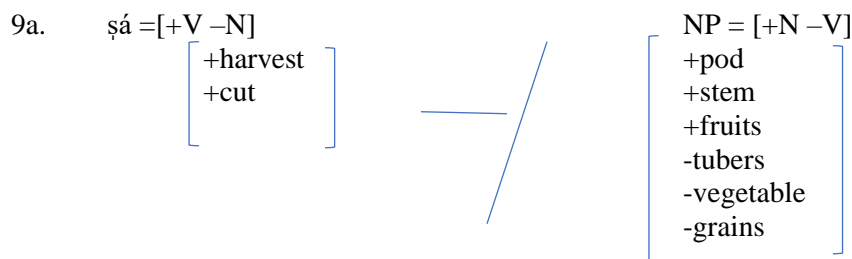 9a. ṣá =[+V –N] NP = [+N –V]
+harvest +pod
+cut +stem
+fruits
-tubers
-vegetable
-grains